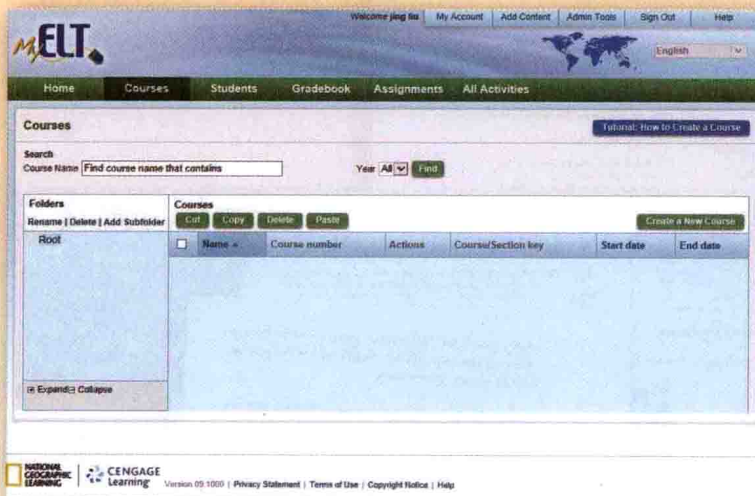 Welcome jing liu | My Account | Add Content | Admin Tools | Sign Out | Help
MyELT
English
Home Courses Students Gradebook Assignments All Activities
Courses
Tutorial: How to Create a Course
Search
Course Name Find course name that contains Year All Find
Folders
Rename | Delete | Add Subfolder
Root
Expand Collapse
Courses
Cut Copy Delete Paste Create a New Course
Name Course number Actions Course/Section key Start date End date
NATIONAL GEOGRAPHIC LEARNING
CENGAGE Learning
Version 09.1000 | Privacy Statement | Terms of Use | Copyright Notice | Help